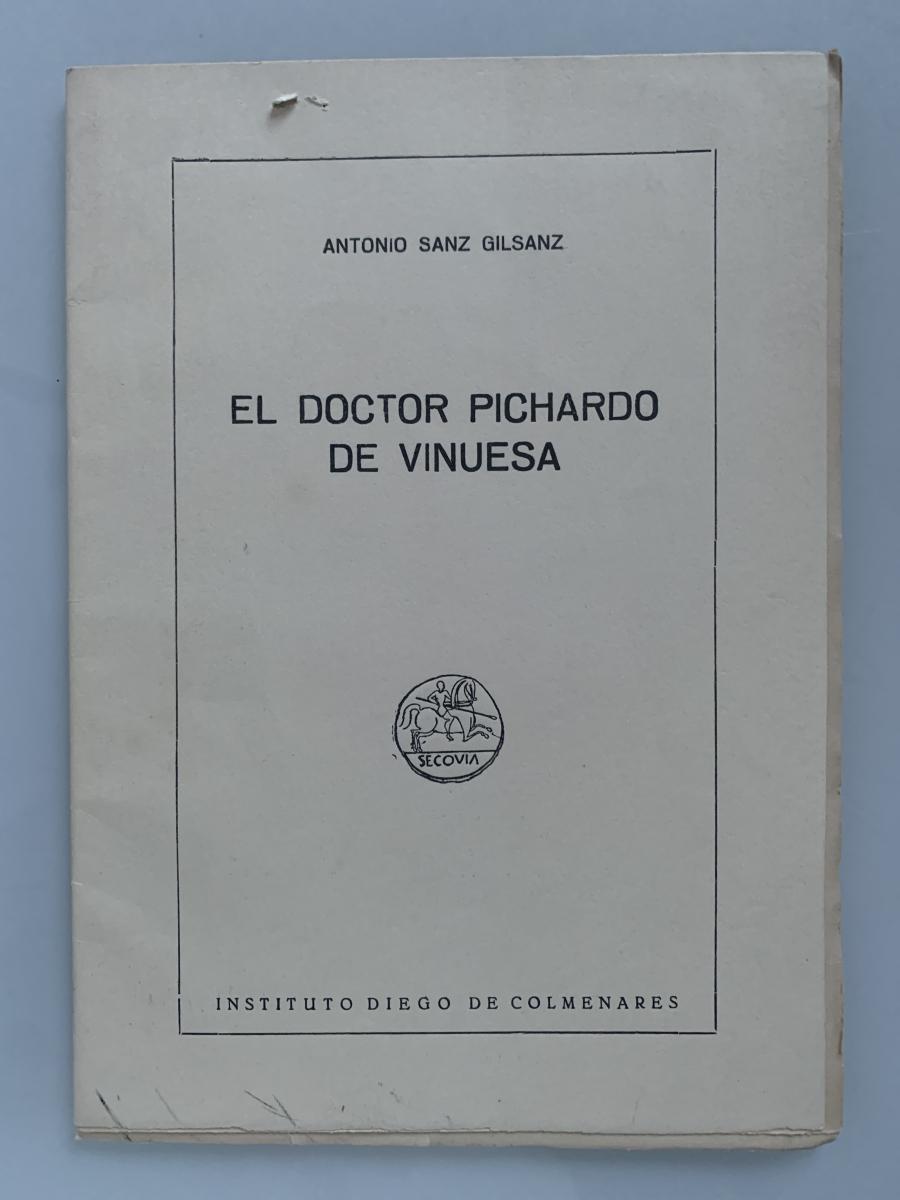 ANTONIO SANZ GILSANZ
EL DOCTOR PICHARDO
DE VINUESA
SECOVIA
INSTITUTO DIEGO DE COLMENARES